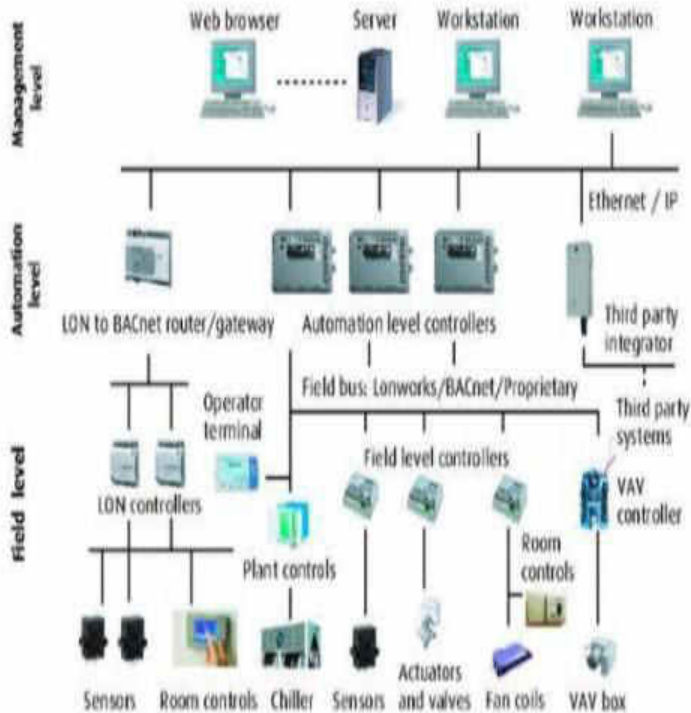 Management level
Web browser
Server
Workstation
Workstation
Ethernet / IP
Automation level
LON to BACnet router/gateway
Automation level controllers
Third party
integrator
Field bus: Lonworks/BACnet/Proprietary
Operator
terminal
Third party
systems
Field level
LON controllers
Field level controllers
VAV
controller
Plant controls
Room
controls
Sensors
Room controls
Chiller
Sensors
Actuators
and valves
Fan coils
VAV box